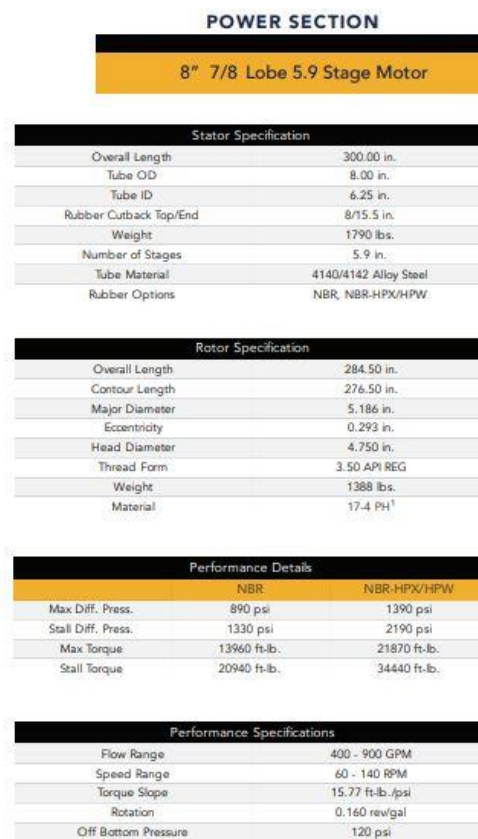 POWER SECTION
8" 7/8 Lobe 5.9 Stage Motor
Stator Specification
Overall Length 300.00 in.
Tube OD 8.00 in.
Tube ID 6.25 in.
Rubber Cutback Top/End 8/15.5 in.
Weight 1790 lbs.
Number of Stages 5.9 in.
Tube Material 4140/4142 Alloy Steel
Rubber Options NBR, NBR-HPX/HPW
Rotor Specification
Overall Length 284.50 in.
Contour Length 276.50 in.
Major Diameter 5.186 in.
Eccentricity 0.293 in.
Head Diameter 4.750 in.
Thread Form 3.50 API REG
Weight 1388 lbs.
Material 17-4 PH¹
Performance Details
NBR NBR-HPX/HPW
Max Diff. Press. 890 psi 1390 psi
Stall Diff. Press. 1330 psi 2190 psi
Max Torque 13960 ft-lb. 21870 ft-lb.
Stall Torque 20940 ft-lb. 34440 ft-lb.
Performance Specifications
Flow Range 400 - 900 GPM
Speed Range 60 - 140 RPM
Torque Slope 15.77 ft-lb./psi
Rotation 0.160 rev/gal
Off Bottom Pressure 120 psi